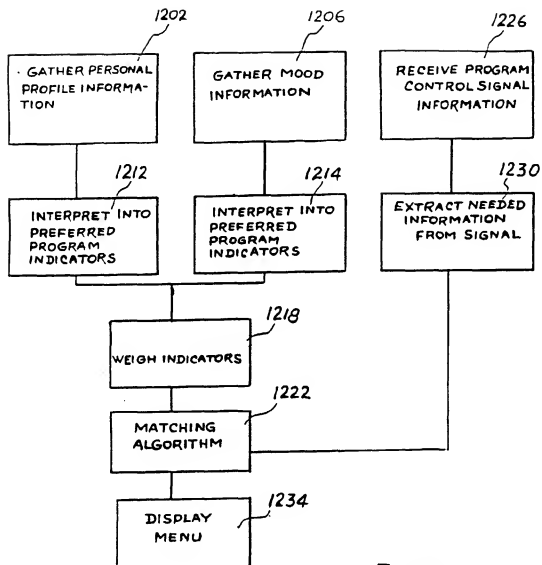 1202
1206
1226
· GATHER PERSONAL
PROFILE INFORMA-
TION
GATHER MOOD
INFORMATION
RECEIVE PROGRAM
CONTROL SIGNAL
INFORMATION
1212
1214
1230
INTERPRET INTO
PREFERRED
PROGRAM
INDICATORS
INTERPRET INTO
PREFERRED
PROGRAM
INDICATORS
EXTRACT NEEDED
INFORMATION
FROM SIGNAL
1218
WEIGH INDICATORS
1222
MATCHING
ALGORITHM
DISPLAY
MENU
1234